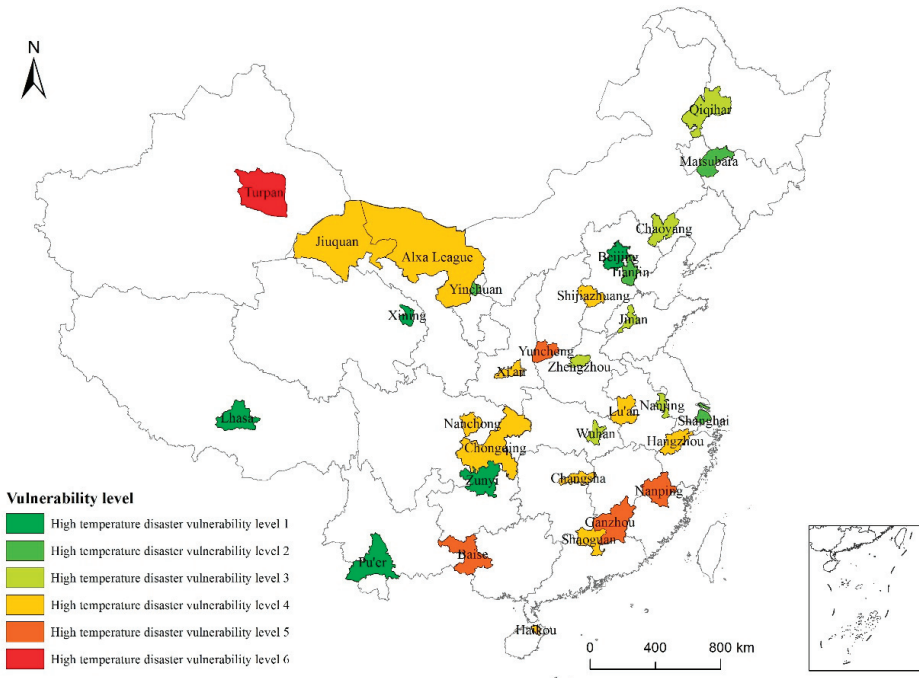 N
Qiqihar
Matsubara
Turpan
Chaoyang
Jiuquan
Alxa League
Beijing
Tianjin
Yinchuan
Shijiazhuang
Xining
Jinan
Yuncheng
Zhengzhou
Xi'an
Lhasa
Nanchong
Lu'an
Nanjing
Shanghai
Wuhan
Hangzhou
Chongqing
Zunyi
Changsha
Nanping
Ganzhou
Shaoguan
Baise
Pu'er
Haikou
Vulnerability level
High temperature disaster vulnerability level 1
High temperature disaster vulnerability level 2
High temperature disaster vulnerability level 3
High temperature disaster vulnerability level 4
High temperature disaster vulnerability level 5
High temperature disaster vulnerability level 6
0 400 800 km